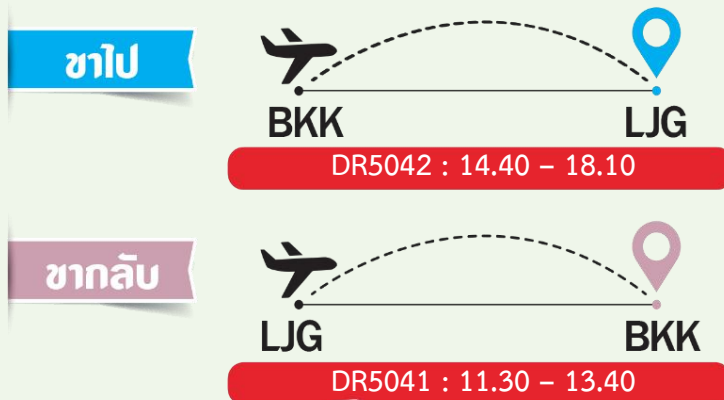 ขาไป
BKK LJG
DR5042 : 14.40 – 18.10
ขากลับ
LJG BKK
DR5041 : 11.30 – 13.40